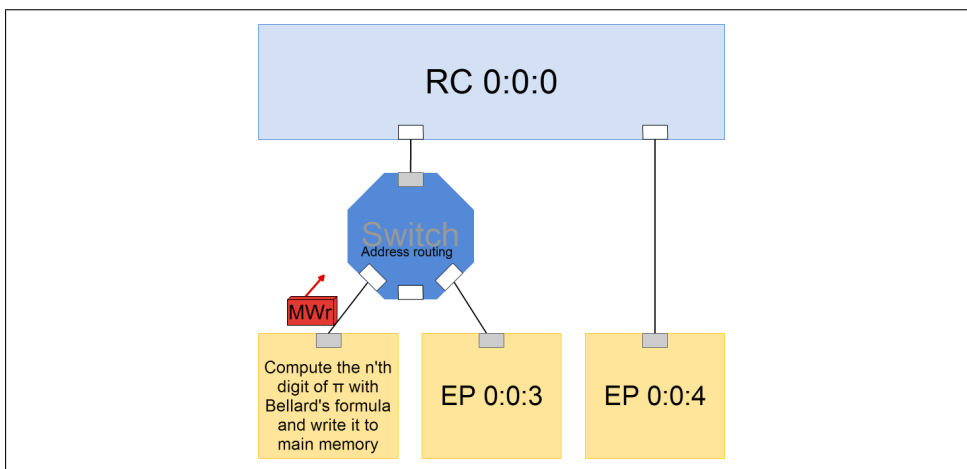 RC 0:0:0
Switch
Address routing
MWr
Compute the n'th
digit of π with
Bellard's formula
and write it to
main memory
EP 0:0:3
EP 0:0:4